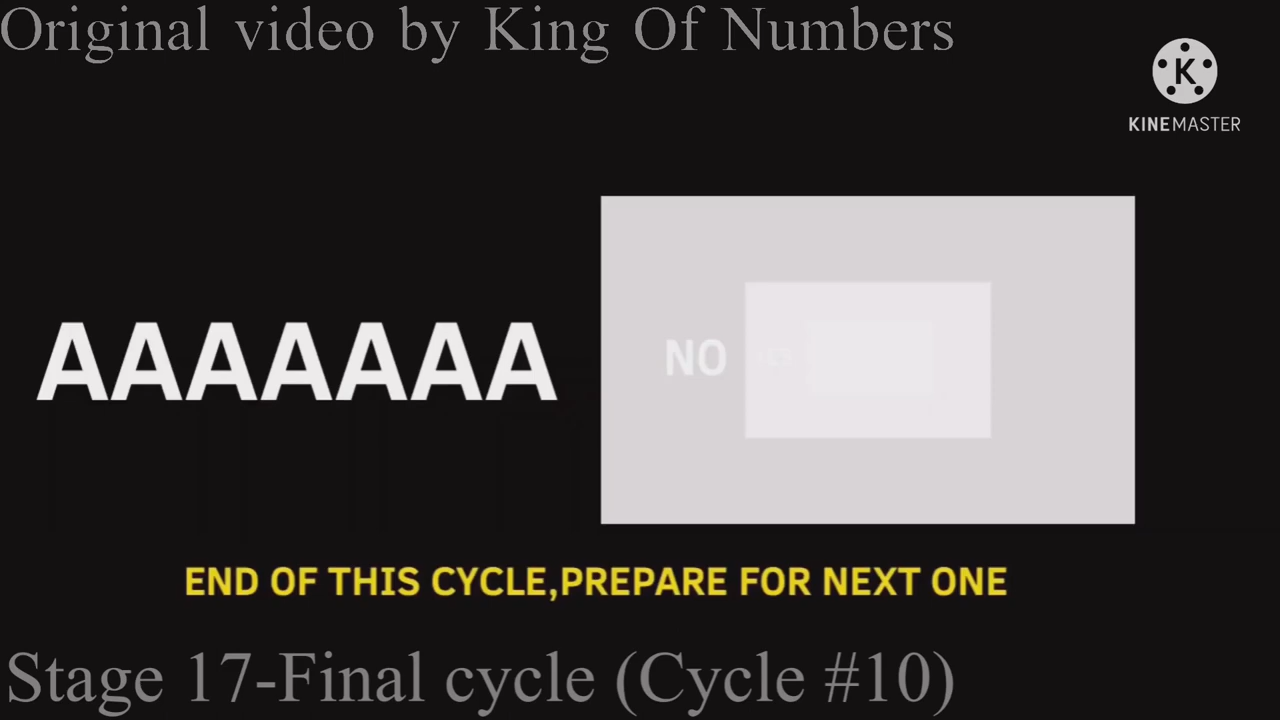 Original video by King Of Numbers
K
KINEMASTER
AAAAAAA
NO
END OF THIS CYCLE,PREPARE FOR NEXT ONE
Stage 17-Final cycle (Cycle #10)